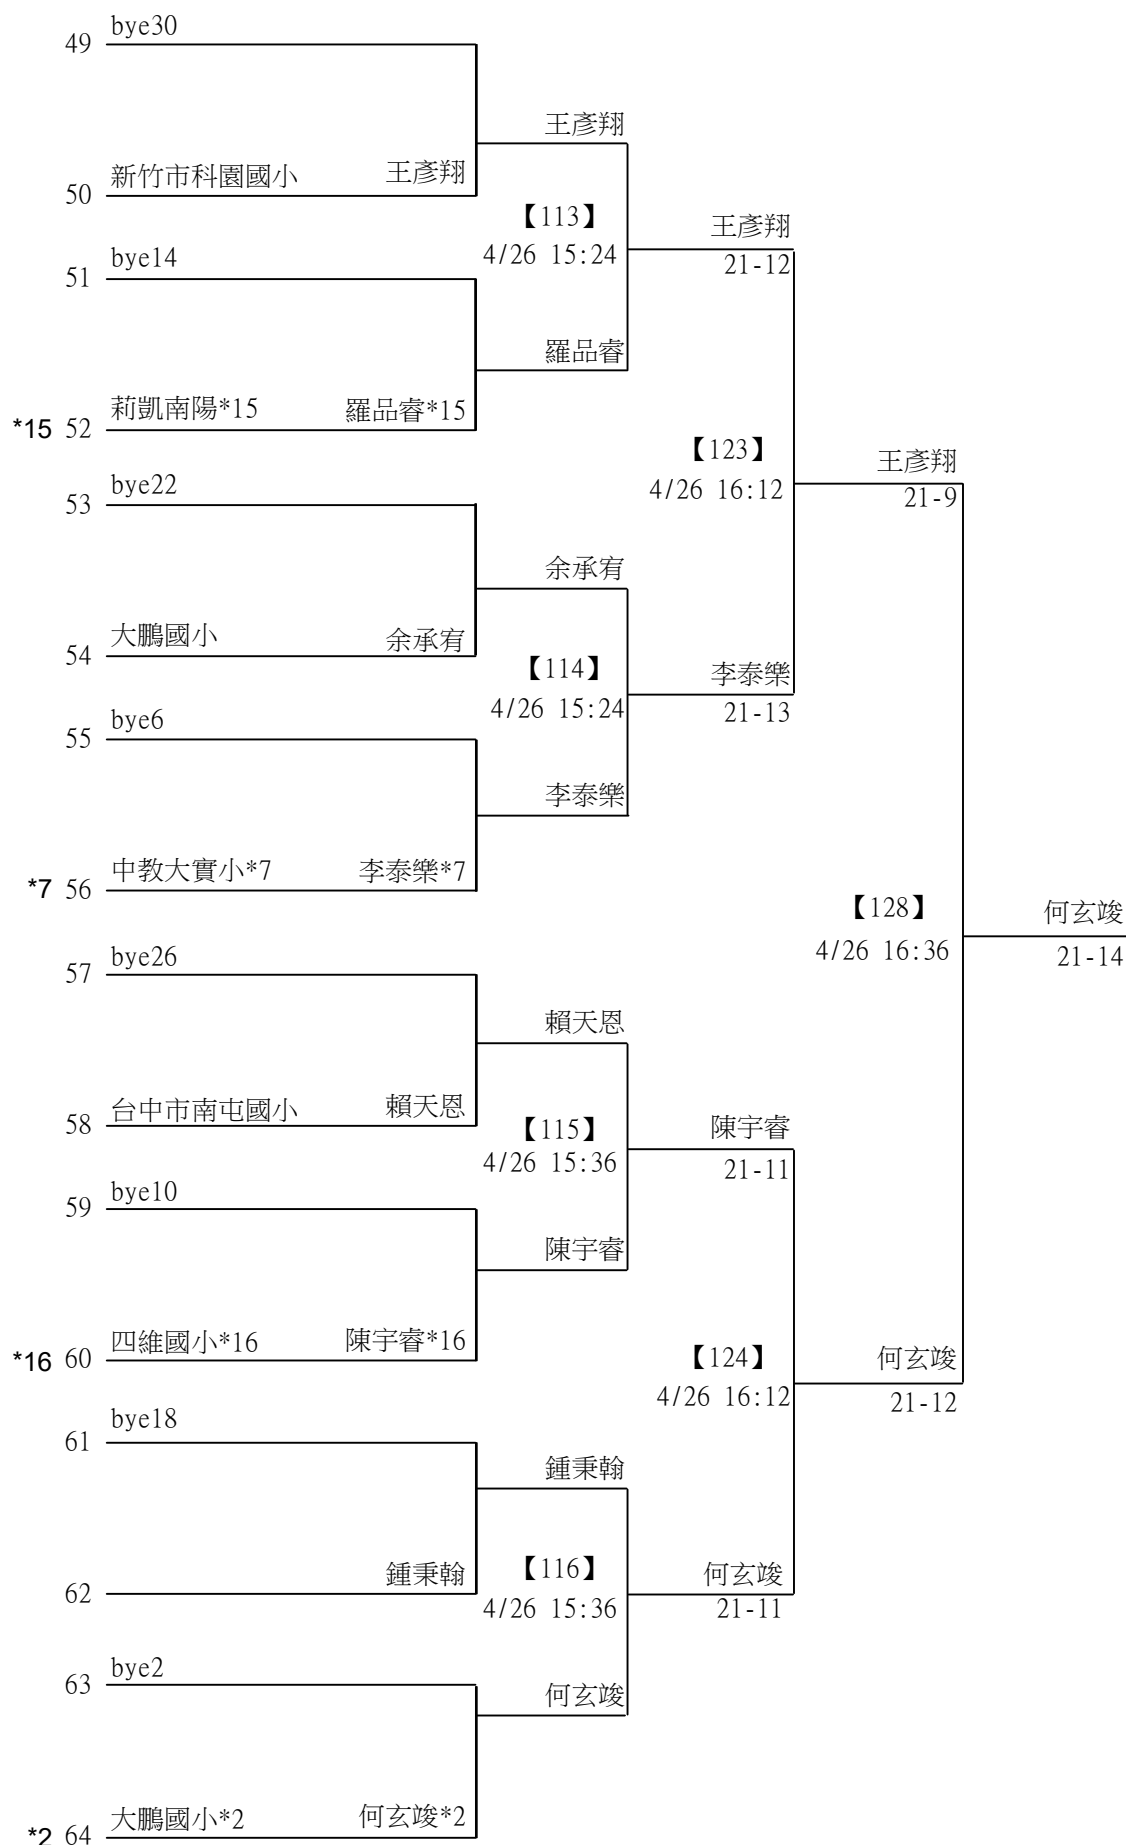 bye30
49
王彥翔
新竹市科園國小 王彥翔
50
【113】
4/26 15:24
王彥翔
21-12
bye14
51
羅品睿
莉凱南陽*15 羅品睿*15
*15 52
【123】
4/26 16:12
王彥翔
21-9
bye22
53
余承宥
大鵬國小 余承宥
54
【114】
4/26 15:24
李泰樂
21-13
bye6
55
李泰樂
中教大實小*7 李泰樂*7
*7 56
【128】
4/26 16:36
何玄竣
21-14
bye26
57
賴天恩
台中市南屯國小 賴天恩
58
【115】
4/26 15:36
陳宇睿
21-11
bye10
59
陳宇睿
四維國小*16 陳宇睿*16
*16 60
【124】
4/26 16:12
何玄竣
21-12
bye18
61
鍾秉翰
鍾秉翰
62
【116】
4/26 15:36
何玄竣
21-11
bye2
63
何玄竣
大鵬國小*2 何玄竣*2
*2 64